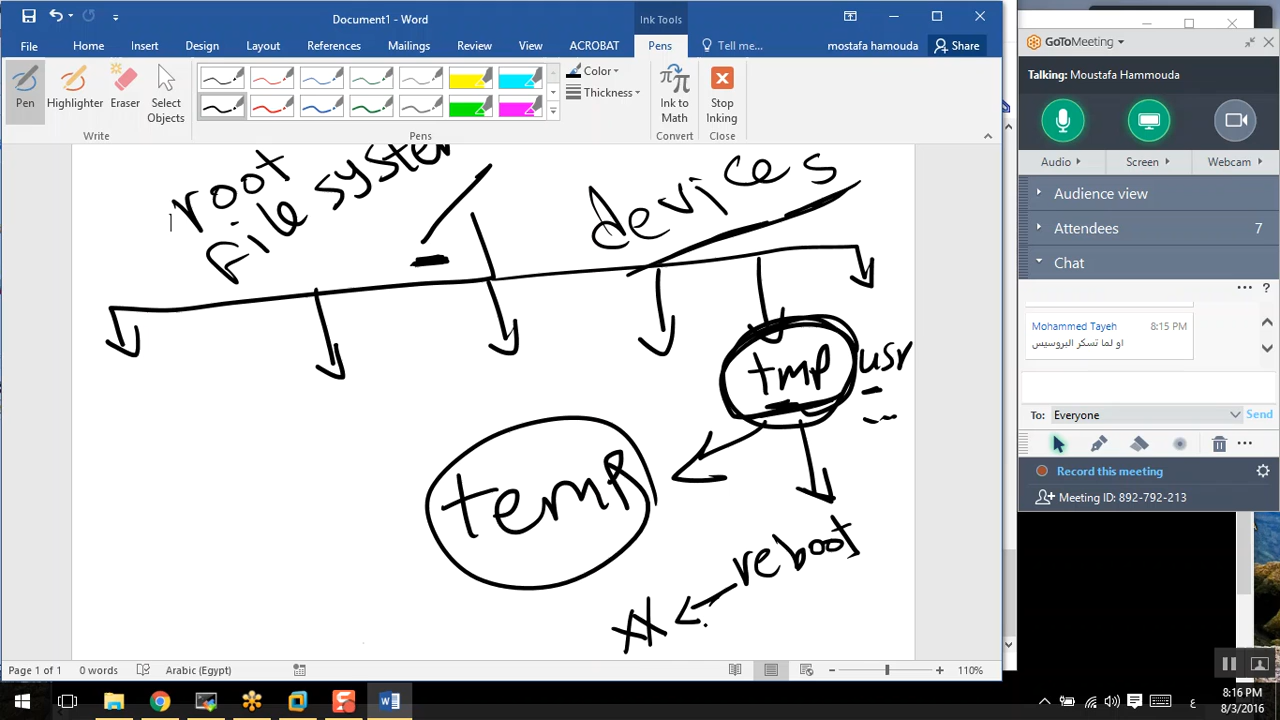 Document1 - Word
Ink Tools
File Home Insert Design Layout References Mailings Review View ACROBAT Pens Tell me... mostafa hamouda Share
Pen Highlighter Eraser Select Objects
Color
Thickness
Ink to Math Stop Inking
Write Pens Convert Close
root
File system
devices
tmp
usr
temp
reboot
Page 1 of 1 0 words Arabic (Egypt) 110%
GoToMeeting
Talking: Moustafa Hammouda
Audio Screen Webcam
Audience view
Attendees 7
Chat
Mohammed Tayeh 8:15 PM
او لما تسكر البروسيس
To: Everyone Send
Record this meeting
Meeting ID: 892-792-213
ع 8:16 PM
8/3/2016